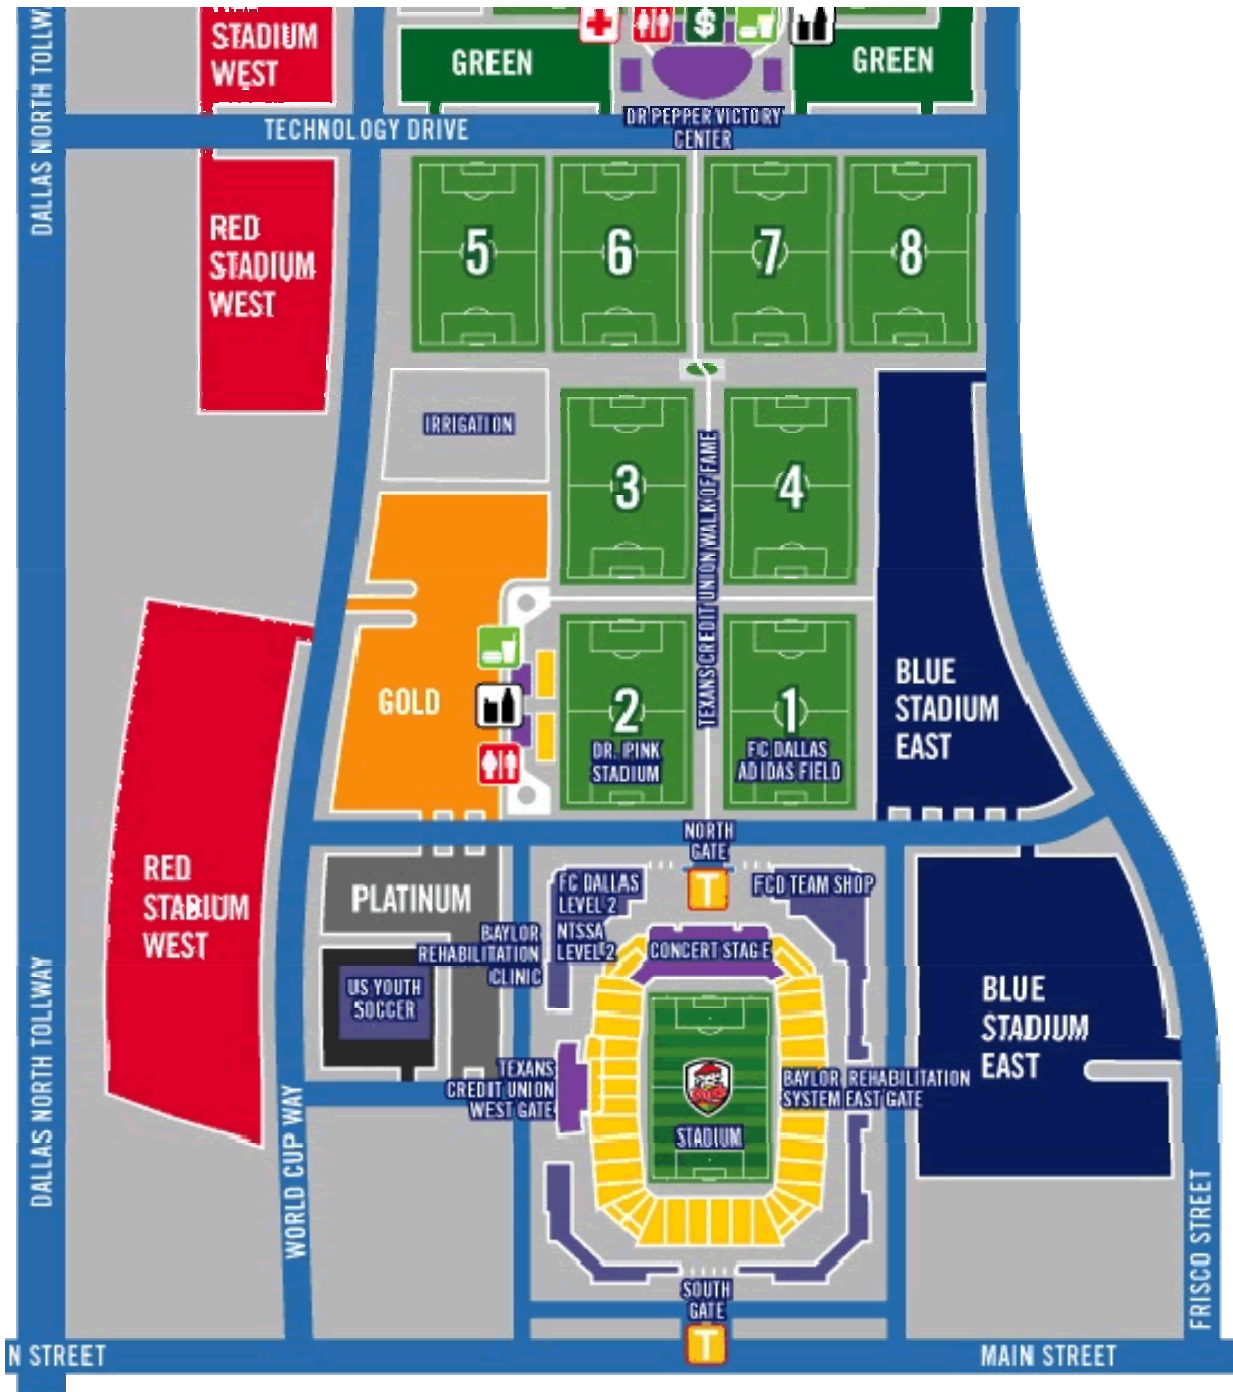 STADIUM
WEST
GREEN
$
GREEN
DALLAS NORTH TOLLWA
TECHNOLOGY DRIVE
DR PEPPER VICTORY
CENTER
RED
STADIUM
WEST
5
6
7
8
IRRIGATION
3
4
TEXANS CREDIT UNION WALK OF FAME
GOLD
2
DR. PINK
STADIUM
1
FC DALLAS
ADIDAS FIELD
BLUE
STADIUM
EAST
NORTH
GATE
T
RED
STADIUM
WEST
PLATINUM
FC DALLAS
LEVEL 2
NTSSA
LEVEL 2
FCD TEAM SHOP
BAYLOR
REHABILITATION
CLINIC
CONCERT STAGE
US YOUTH
SOCCER
BLUE
STADIUM
EAST
TEXANS
CREDIT UNION
WEST GATE
BAYLOR REHABILITATION
SYSTEM EAST GATE
STADIUM
DALLAS NORTH TOLLWAY
WORLD CUP WAY
FRISCO STREET
SOUTH
GATE
T
N STREET
MAIN STREET